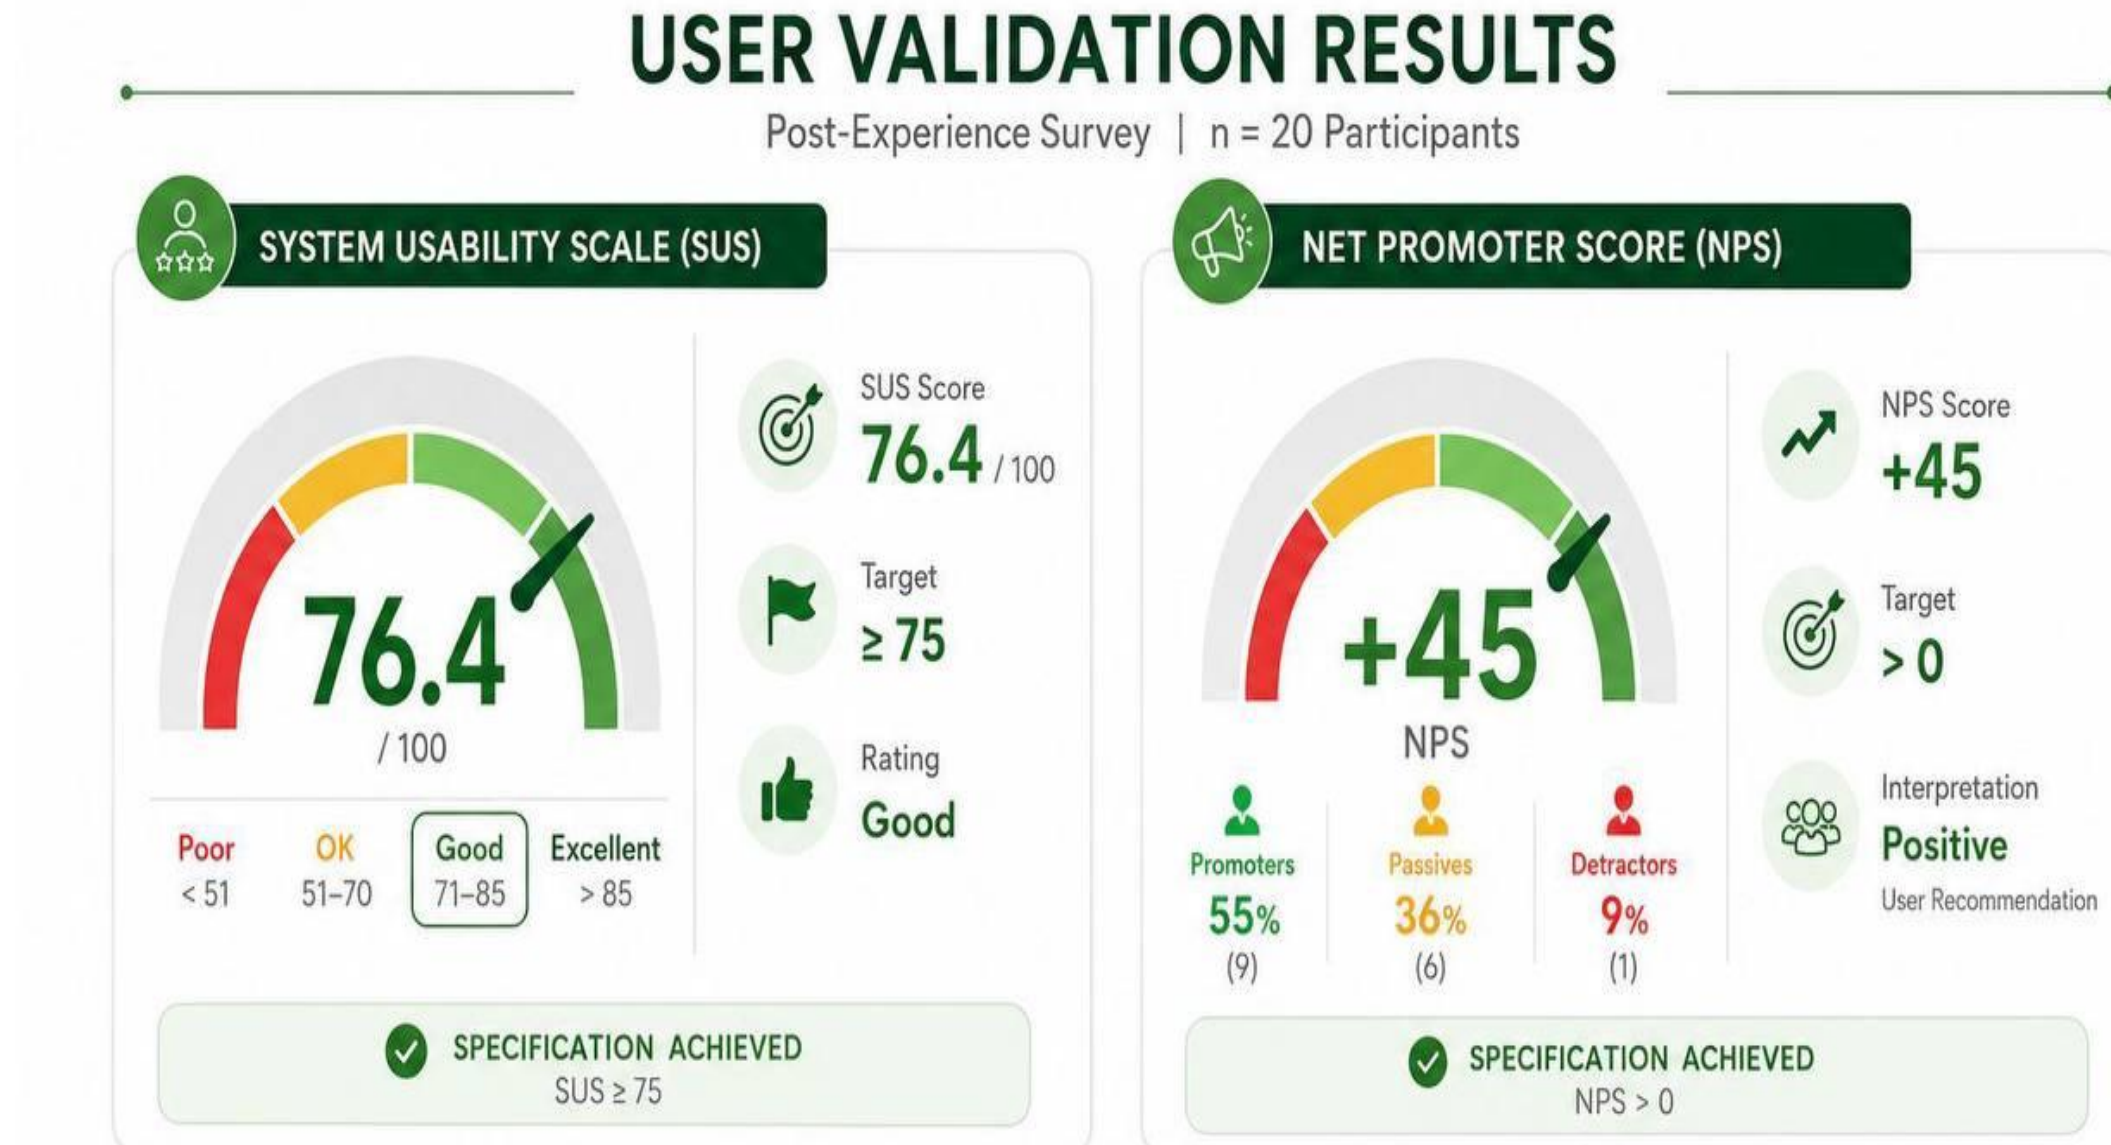 USER VALIDATION RESULTS
Post-Experience Survey | n = 20 Participants
SYSTEM USABILITY SCALE (SUS)
76.4
/ 100
Poor
< 51
OK
51–70
Good
71–85
Excellent
> 85
SUS Score
76.4 / 100
Target
≥ 75
Rating
Good
SPECIFICATION ACHIEVED
SUS ≥ 75
NET PROMOTER SCORE (NPS)
+45
NPS
Promoters
55%
(9)
Passives
36%
(6)
Detractors
9%
(1)
NPS Score
+45
Target
> 0
Interpretation
Positive
User Recommendation
SPECIFICATION ACHIEVED
NPS > 0